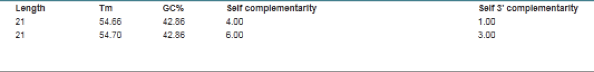 Length Tm GC% Self complementarity Self 3' complementarity
21 54.66 42.86 4.00 1.00
21 54.70 42.86 6.00 3.00